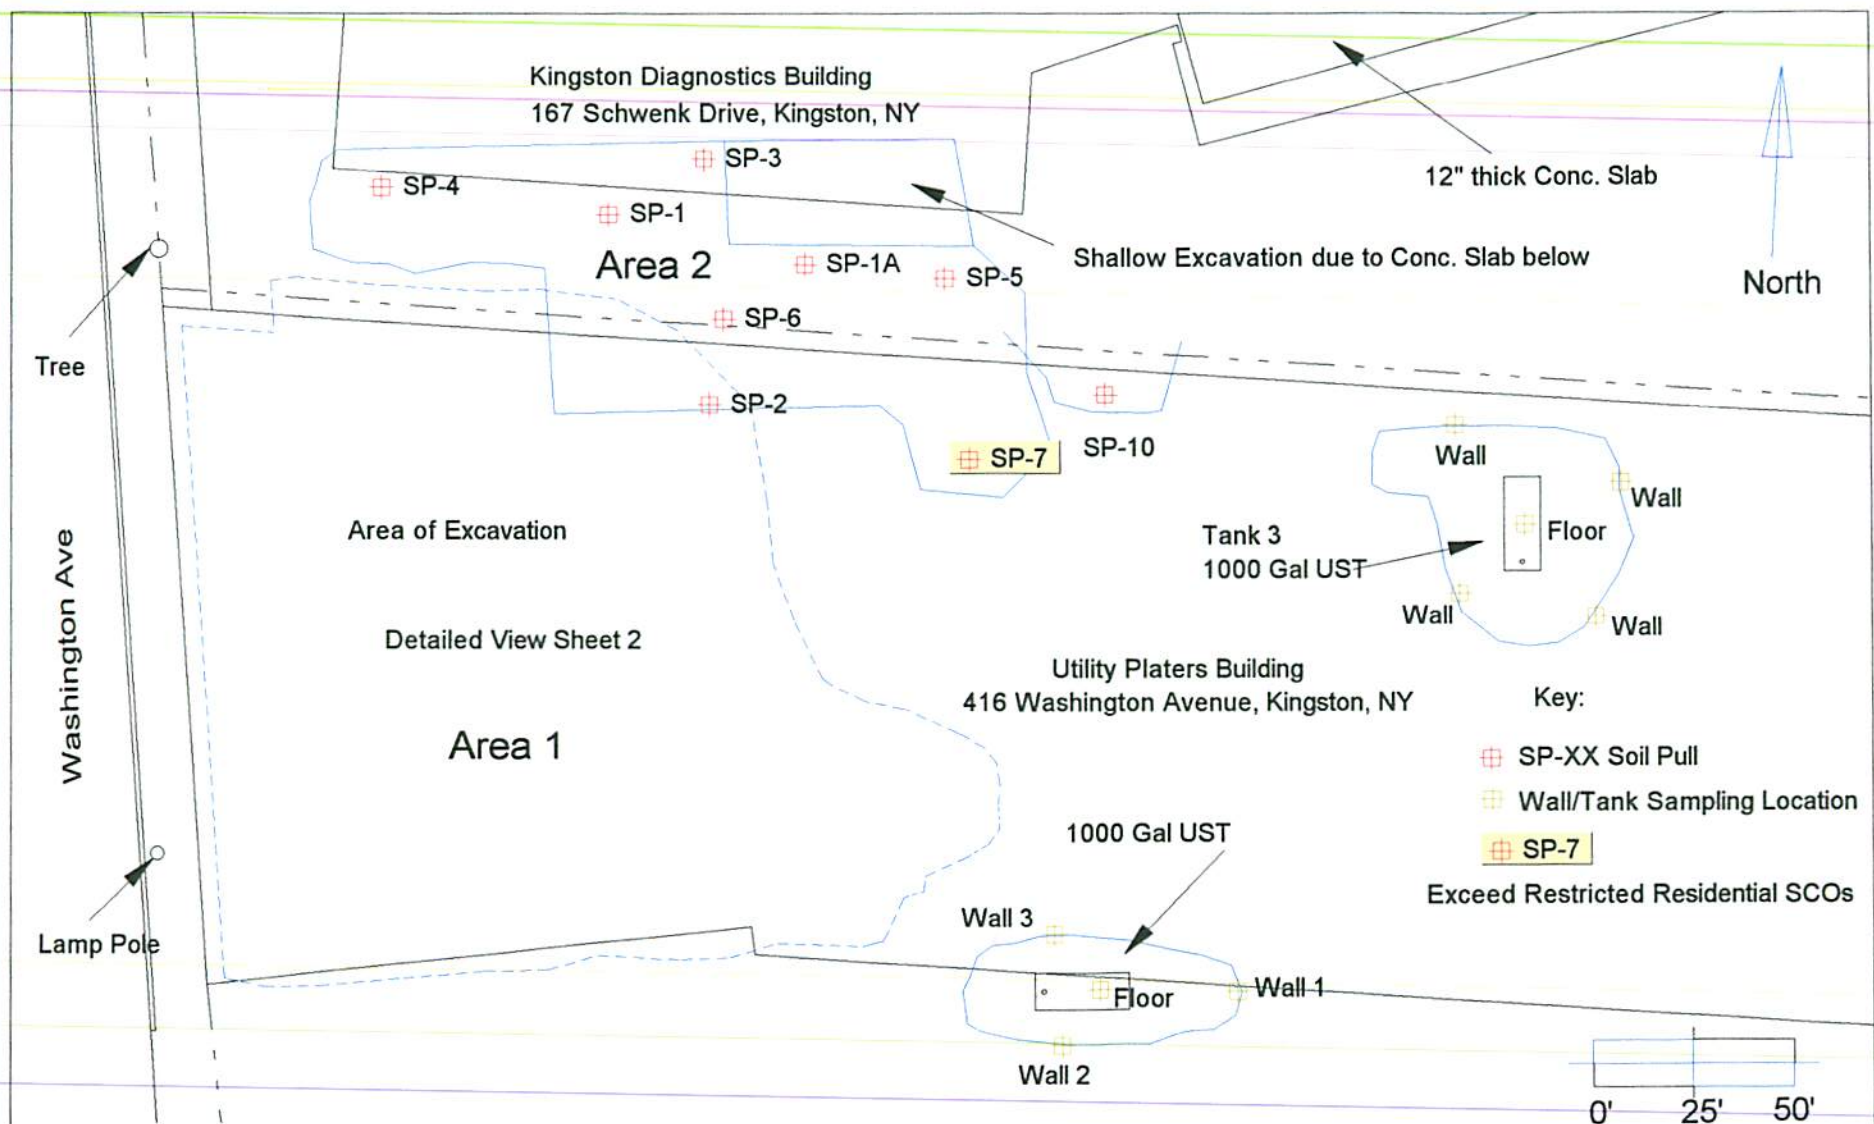 Kingston Diagnostics Building
167 Schwenk Drive, Kingston, NY
SP-3
SP-4
SP-1
12" thick Conc. Slab
Area 2
SP-1A
SP-5
Shallow Excavation due to Conc. Slab below
North
SP-6
Tree
SP-2
SP-10
SP-7
Wall
Wall
Floor
Wall
Wall
Area of Excavation
Tank 3
1000 Gal UST
Washington Ave
Detailed View Sheet 2
Utility Platers Building
416 Washington Avenue, Kingston, NY
Area 1
Key:
SP-XX Soil Pull
Wall/Tank Sampling Location
SP-7
Exceed Restricted Residential SCOs
1000 Gal UST
Lamp Pole
Wall 3
Floor
Wall 1
Wall 2
0' 25' 50'